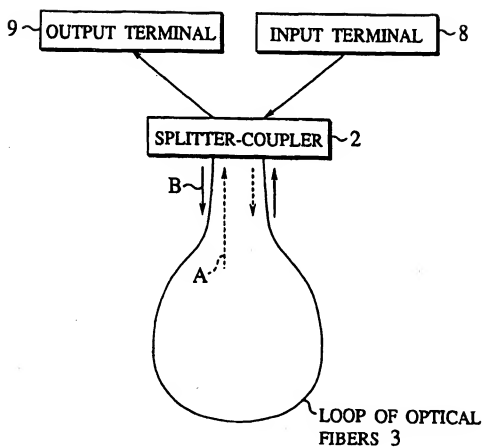 9 OUTPUT TERMINAL INPUT TERMINAL 8
SPLITTER-COUPLER 2
B
A
LOOP OF OPTICAL
FIBERS 3